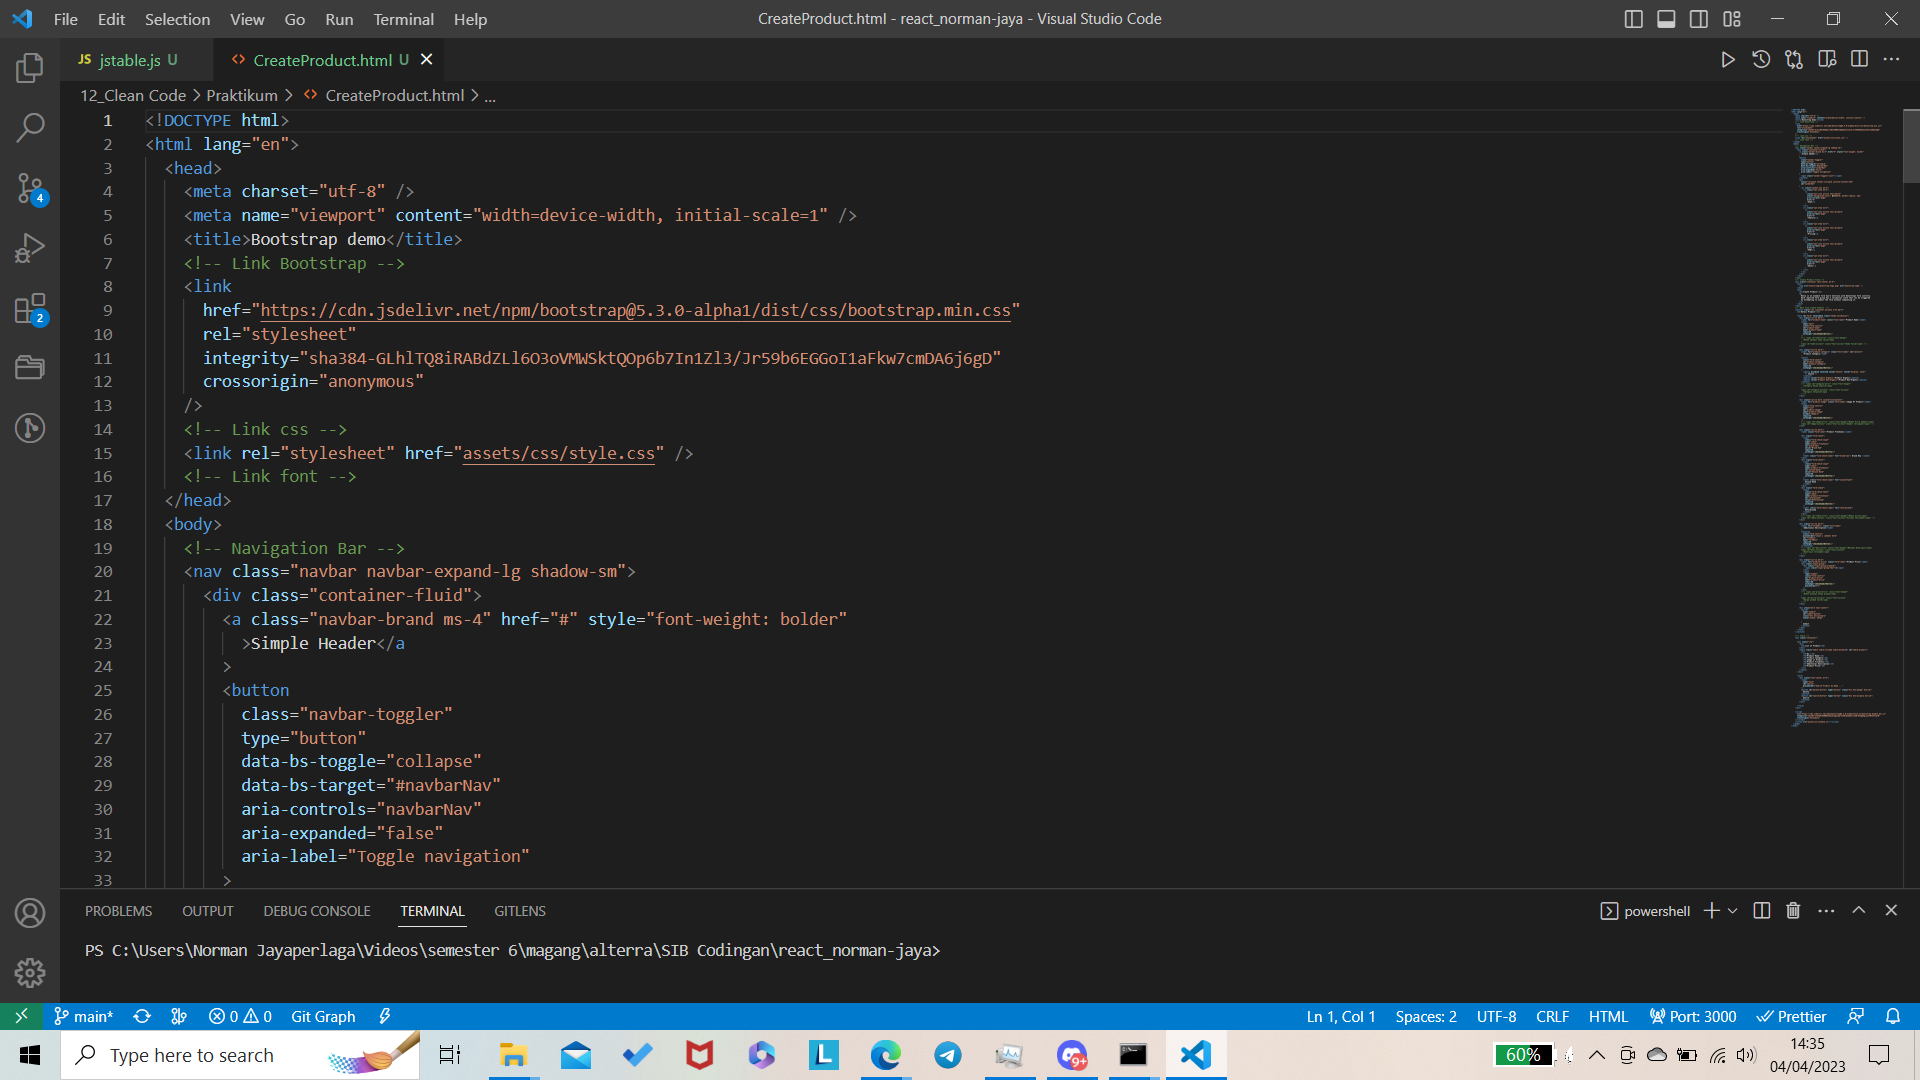 File Edit Selection View Go Run Terminal Help
CreateProduct.html - react_norman-jaya - Visual Studio Code
JS jstable.js U
<> CreateProduct.html U
12_Clean Code > Praktikum > <> CreateProduct.html > ...
1 <!DOCTYPE html>
2 <html lang="en">
3 <head>
4 <meta charset="utf-8" />
5 <meta name="viewport" content="width=device-width, initial-scale=1" />
6 <title>Bootstrap demo</title>
7 <!-- Link Bootstrap -->
8 <link
9 href="https://cdn.jsdelivr.net/npm/bootstrap@5.3.0-alpha1/dist/css/bootstrap.min.css"
10 rel="stylesheet"
11 integrity="sha384-GLhlTQ8iRABdZLl6O3oVMWSktQOp6b7In1Zl3/Jr59b6EGGoI1aFkw7cmDA6j6gD"
12 crossorigin="anonymous"
13 />
14 <!-- Link css -->
15 <link rel="stylesheet" href="assets/css/style.css" />
16 <!-- Link font -->
17 </head>
18 <body>
19 <!-- Navigation Bar -->
20 <nav class="navbar navbar-expand-lg shadow-sm">
21 <div class="container-fluid">
22 <a class="navbar-brand ms-4" href="#" style="font-weight: bolder"
23 >Simple Header</a
24 >
25 <button
26 class="navbar-toggler"
27 type="button"
28 data-bs-toggle="collapse"
29 data-bs-target="#navbarNav"
30 aria-controls="navbarNav"
31 aria-expanded="false"
32 aria-label="Toggle navigation"
33 >
4
2
PROBLEMS OUTPUT DEBUG CONSOLE TERMINAL GITLENS
powershell
PS C:\Users\Norman Jayaperlaga\Videos\semester 6\magang\alterra\SIB Codingan\react_norman-jaya>
main* 0 0 Git Graph
Ln 1, Col 1 Spaces: 2 UTF-8 CRLF HTML Port: 3000 Prettier
Type here to search
L
9+
60%
14:35
04/04/2023